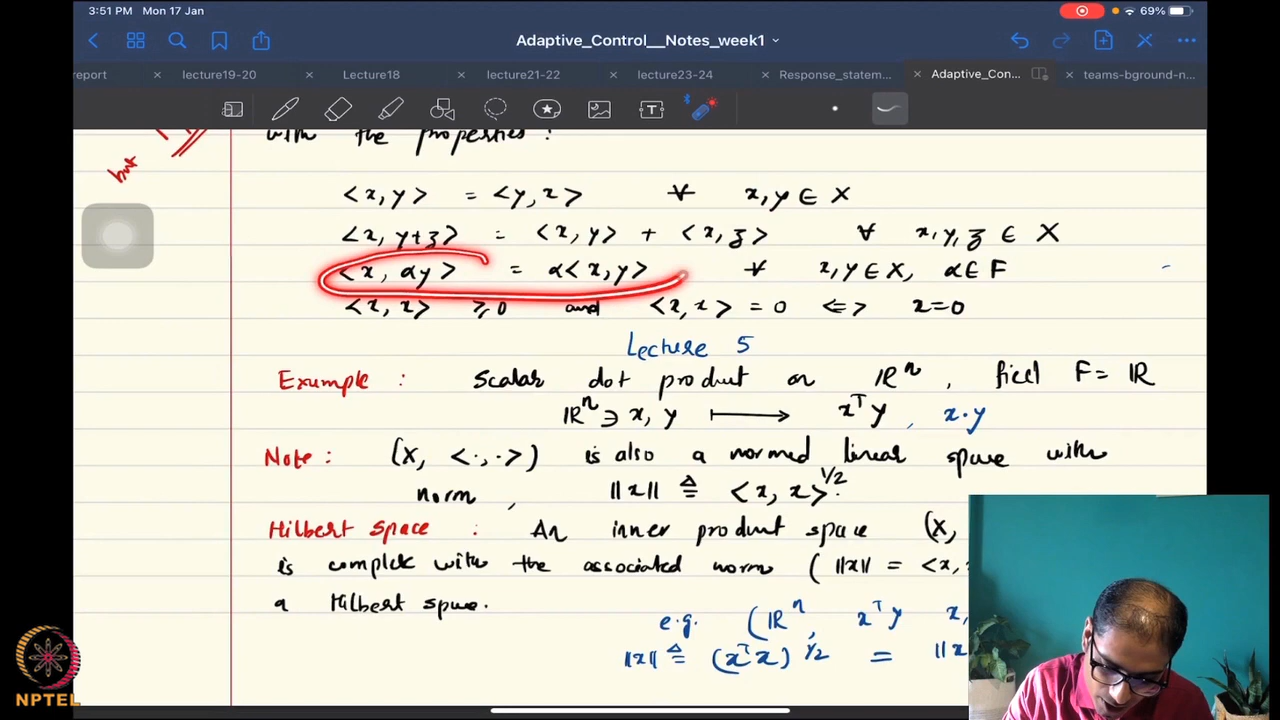 3:51 PM Mon 17 Jan
69%
Adaptive_Control__Notes_week1
report
lecture19-20
Lecture18
lecture21-22
lecture23-24
Response_statem...
Adaptive_Con...
teams-bground-n...
with the properties :
but
<x, y> = <y, x> ∀ x, y ∈ X
<x, y+z> = <x, y> + <x, z> ∀ x, y, z ∈ X
<x, αy> = α<x, y> ∀ x, y ∈ X, α ∈ F
<x, x> ≥ 0 and <x, x> = 0 <=> x=0
Lecture 5
Example : Scalar dot product on ℝⁿ, field F = ℝ
ℝⁿ ∋ x, y ↦ xᵀy, x·y
Note : (X, <·,·>) is also a normed linear space with
norm, ||x|| ≜ <x, x>^1/2.
Hilbert space : An inner product space (X,
is complete with the associated norm ( ||x|| = <x,
a Hilbert space.
e.g. (ℝⁿ, xᵀy x,
||x|| ≜ (xᵀx)^1/2 = ||x
NPTEL